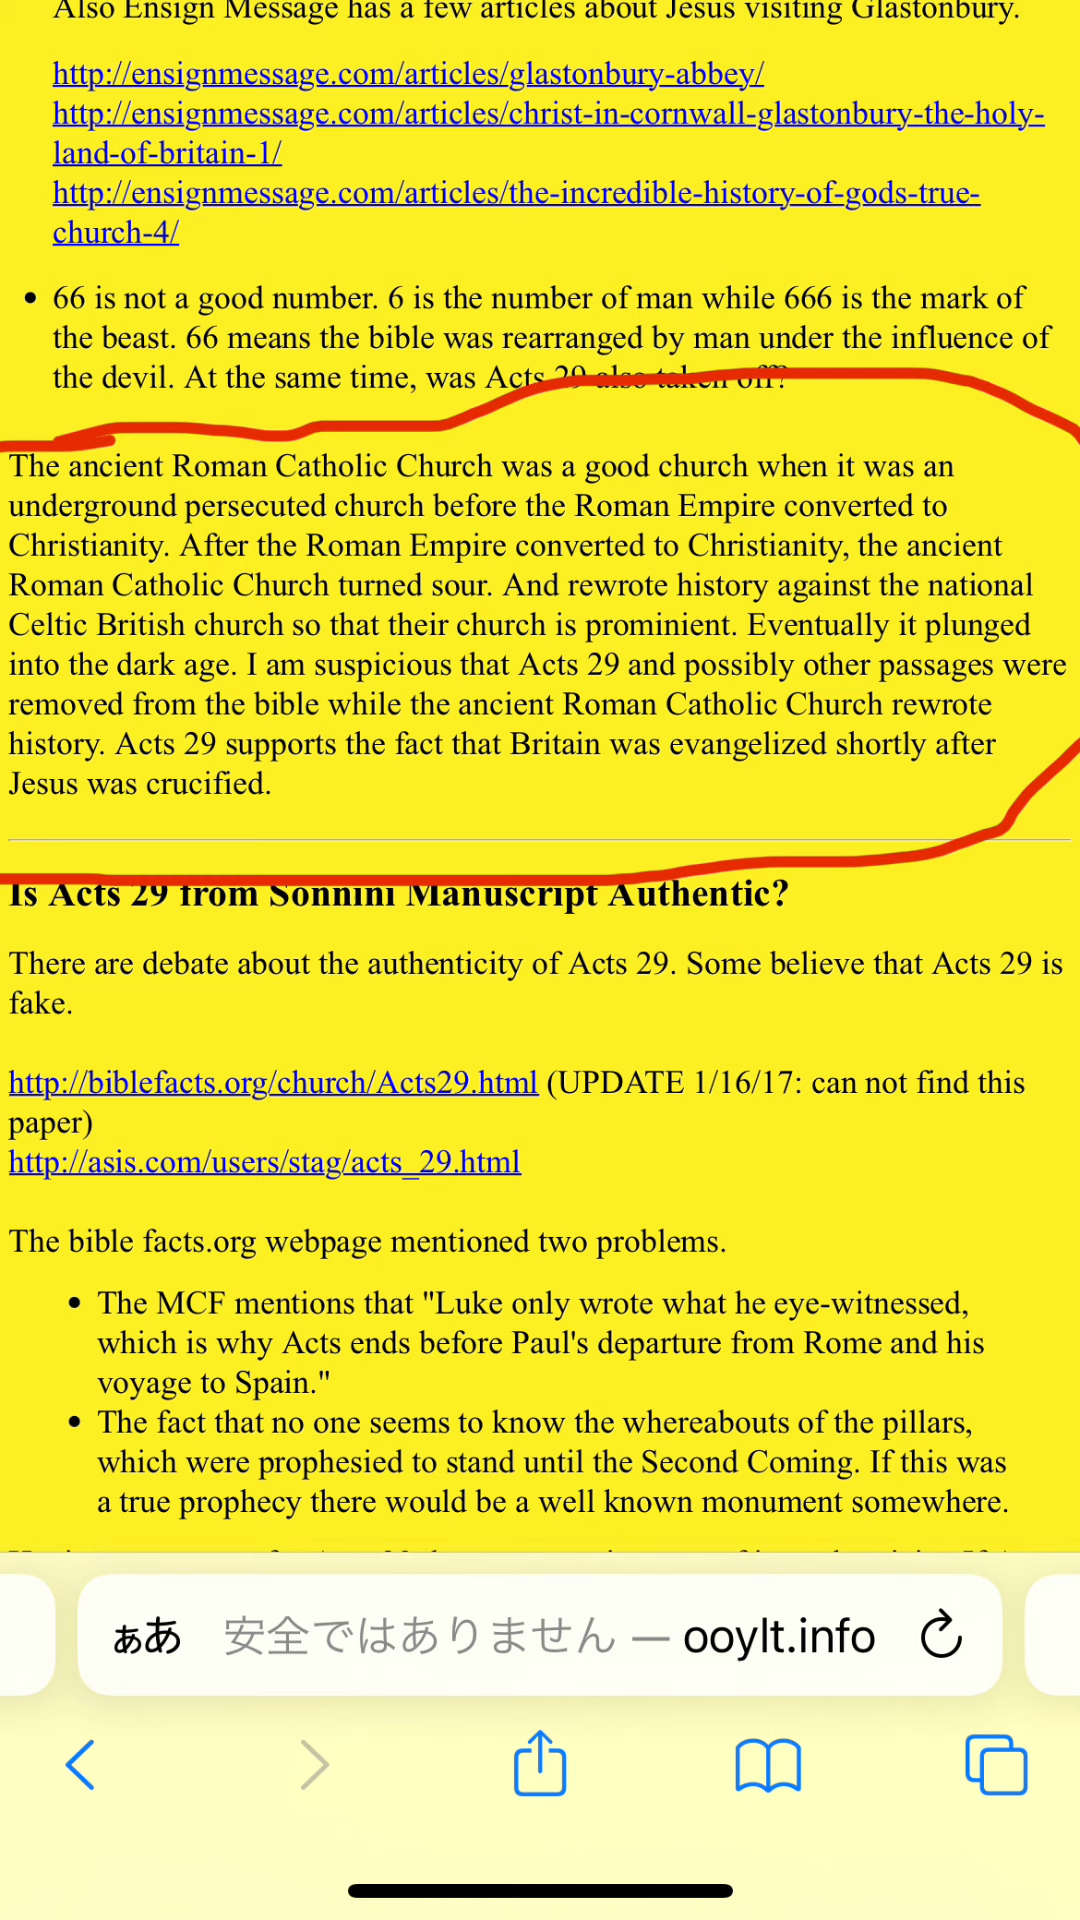 Also Ensign Message has a few articles about Jesus visiting Glastonbury.
http://ensignmessage.com/articles/glastonbury-abbey/
http://ensignmessage.com/articles/christ-in-cornwall-glastonbury-the-holy-
land-of-britain-1/
http://ensignmessage.com/articles/the-incredible-history-of-gods-true-
church-4/
• 66 is not a good number. 6 is the number of man while 666 is the mark of
the beast. 66 means the bible was rearranged by man under the influence of
the devil. At the same time, was Acts 29 also taken off?
The ancient Roman Catholic Church was a good church when it was an
underground persecuted church before the Roman Empire converted to
Christianity. After the Roman Empire converted to Christianity, the ancient
Roman Catholic Church turned sour. And rewrote history against the national
Celtic British church so that their church is prominient. Eventually it plunged
into the dark age. I am suspicious that Acts 29 and possibly other passages were
removed from the bible while the ancient Roman Catholic Church rewrote
history. Acts 29 supports the fact that Britain was evangelized shortly after
Jesus was crucified.
Is Acts 29 from Sonnini Manuscript Authentic?
There are debate about the authenticity of Acts 29. Some believe that Acts 29 is
fake.
http://biblefacts.org/church/Acts29.html (UPDATE 1/16/17: can not find this
paper)
http://asis.com/users/stag/acts_29.html
The bible facts.org webpage mentioned two problems.
• The MCF mentions that "Luke only wrote what he eye-witnessed,
which is why Acts ends before Paul's departure from Rome and his
voyage to Spain."
• The fact that no one seems to know the whereabouts of the pillars,
which were prophesied to stand until the Second Coming. If this was
a true prophecy there would be a well known monument somewhere.
ぁあ 安全ではありません — ooylt.info